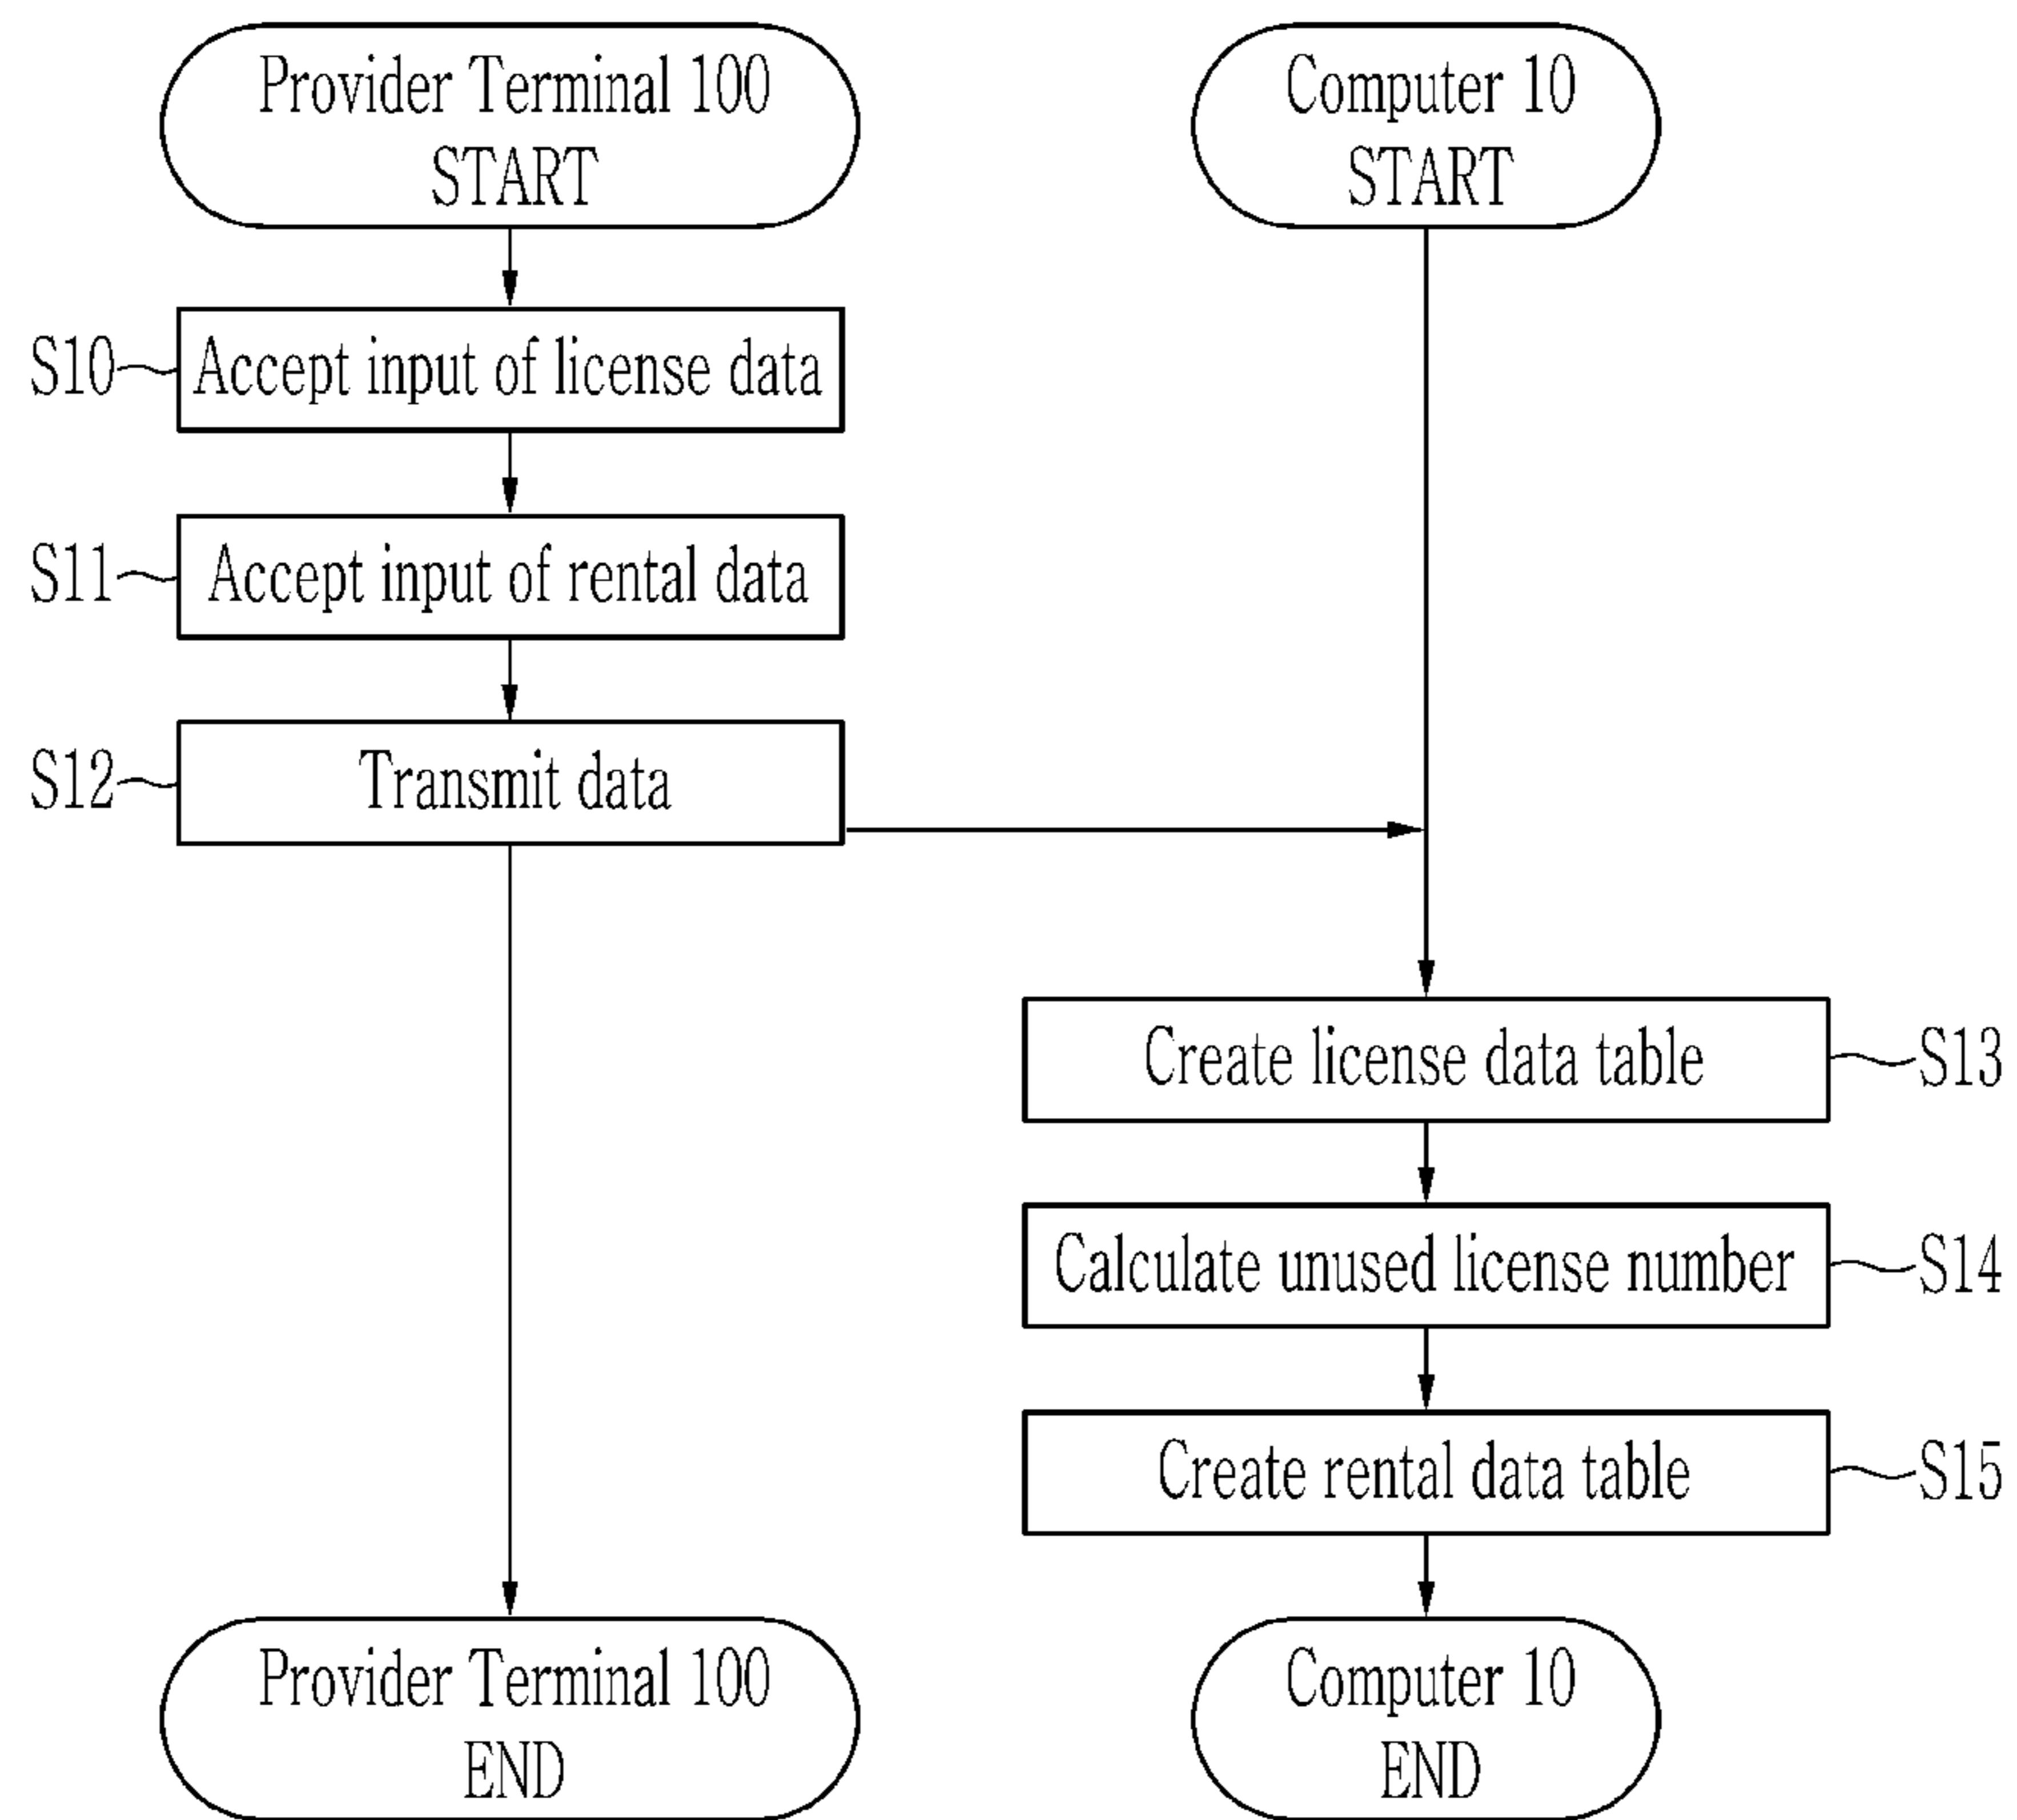 Provider Terminal 100
START
Computer 10
START
S10
Accept input of license data
S11
Accept input of rental data
S12
Transmit data
Create license data table
S13
Calculate unused license number
S14
Create rental data table
S15
Provider Terminal 100
END
Computer 10
END